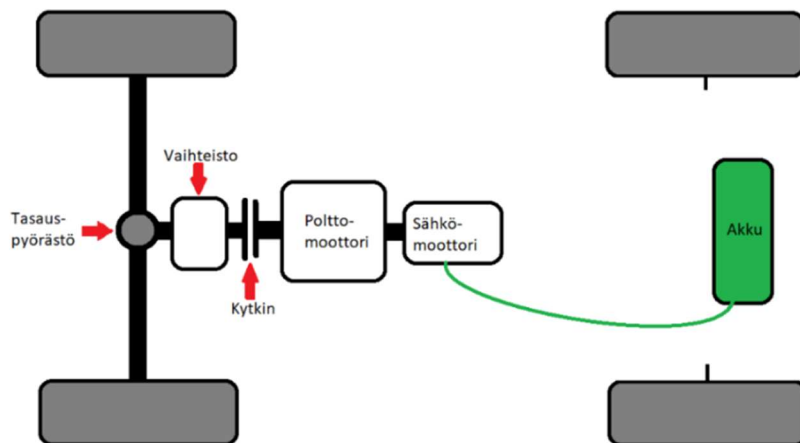 Vaihteisto
Tasaus-
pyörästö
Poltto-
moottori
Sähkö-
moottori
Akku
Kytkin